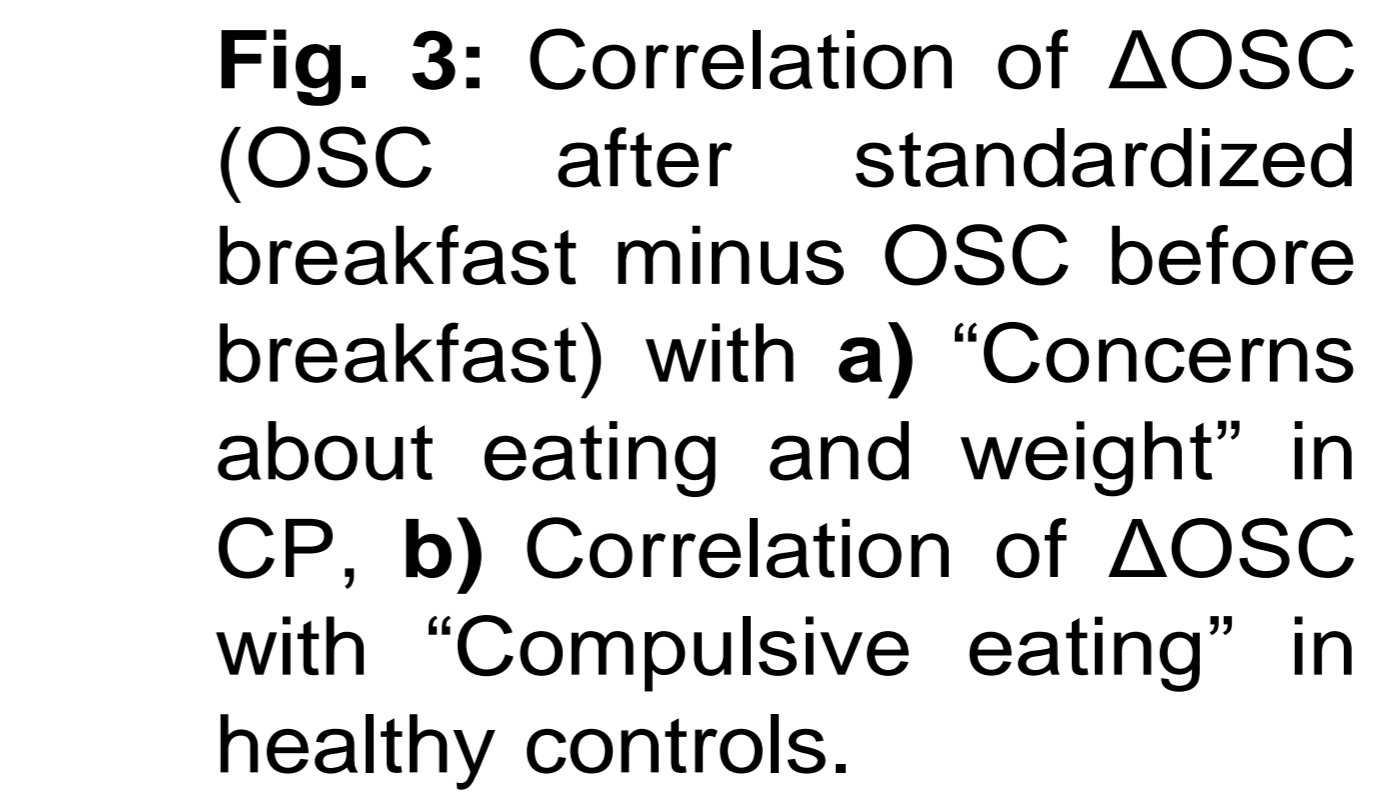 Fig. 3: Correlation of ΔOSC
(OSC after standardized
breakfast minus OSC before
breakfast) with a) “Concerns
about eating and weight” in
CP, b) Correlation of ΔOSC
with “Compulsive eating” in
healthy controls.